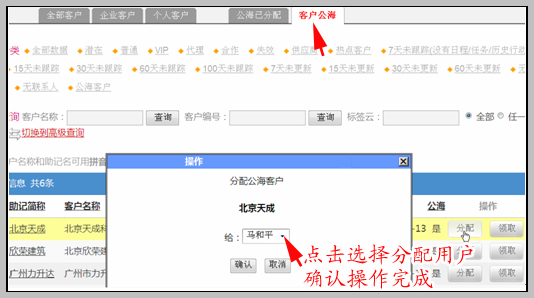 全部客户 企业客户 个人客户 公海已分配 客户公海
类 全部数据 潜在 普通 VIP 代理 合作 失效 供应商 热点客户 7天未跟踪(没有日程/任务/历史行动
15天未跟踪 30天未跟踪 60天未跟踪 100天未跟踪 7天未更新 15天未更新 30天未更新 60天未更新
无联系人 公海客户
询 客户名称： 查询 客户编号： 查询 标签云： 全部 任一
切换到高级查询
户名称和助记名可用拼音
操作
信息 共6条
分配公海客户
助记简称 客户名称 公海 操作
北京天成
北京天成 北京天成科 -13 是 分配 领取
给： 马和平
欣荣建筑 北京欣荣建 分配 领取
点击选择分配用户
确认 取消
广州力升达 广州市力升 是 分配 领取
确认操作完成